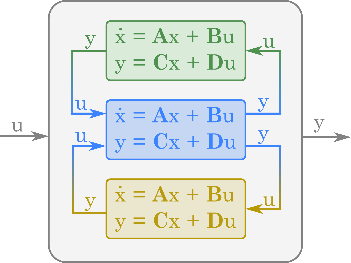 y
ẋ = Ax + Bu
y = Cx + Du
u
u
u
ẋ = Ax + Bu
y = Cx + Du
y
u
y
y
y
ẋ = Ax + Bu
y = Cx + Du
u